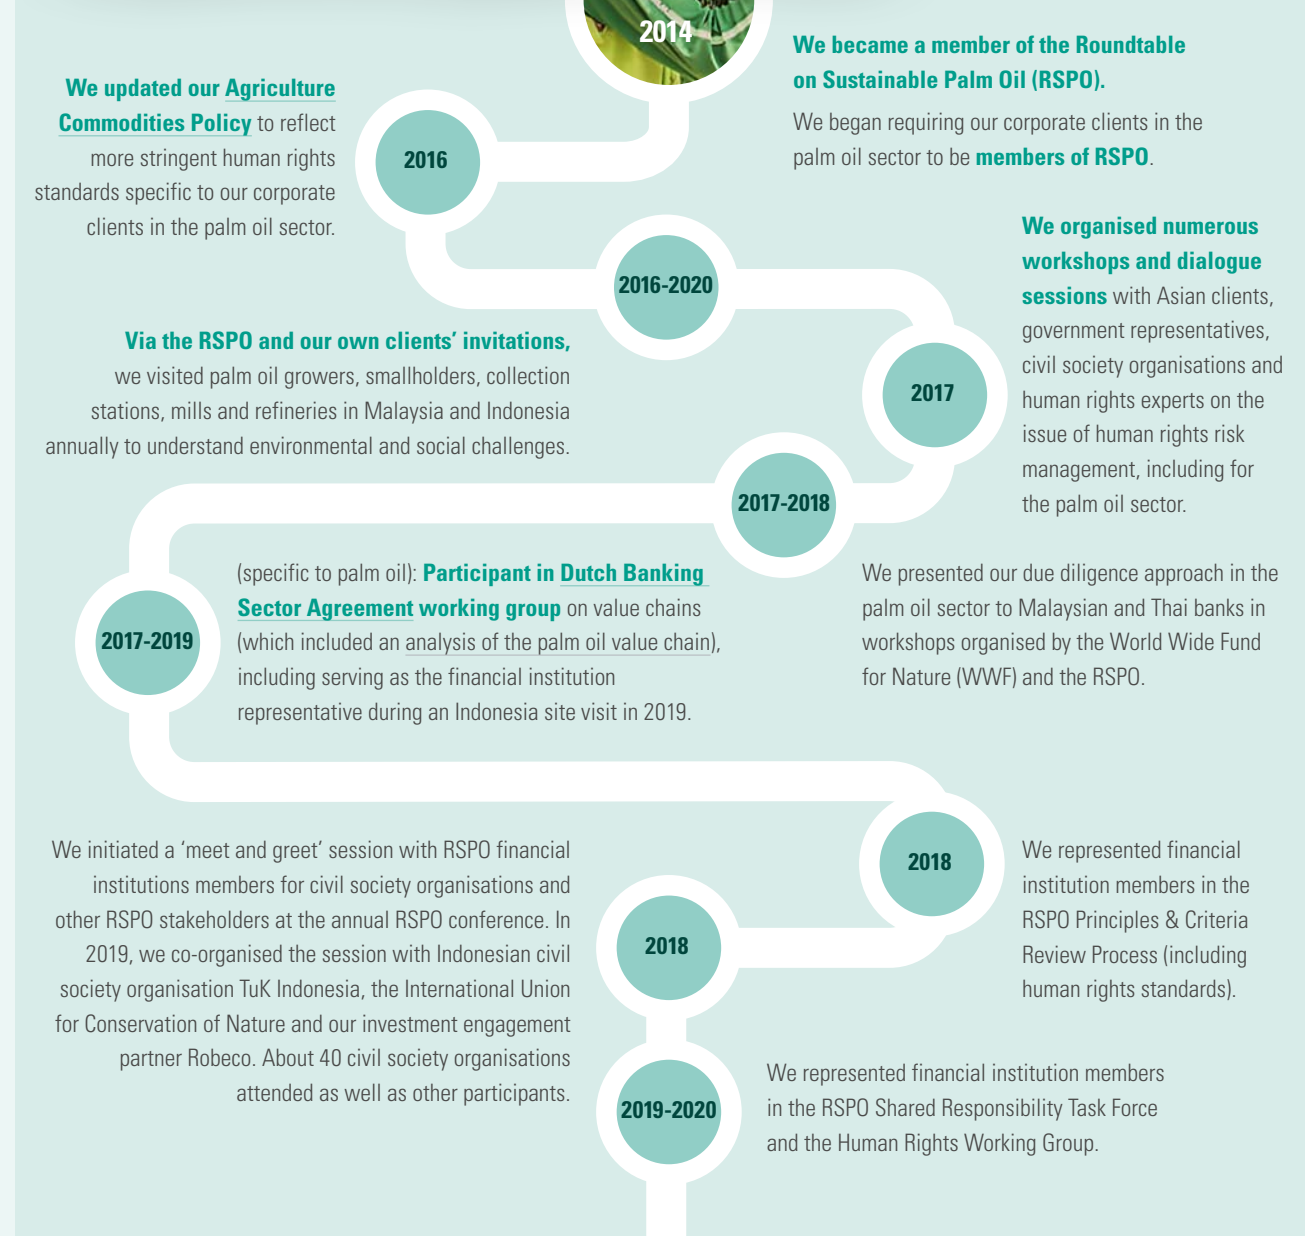 2014
We became a member of the Roundtable
on Sustainable Palm Oil (RSPO).
We began requiring our corporate clients in the
palm oil sector to be members of RSPO.
2016
We updated our Agriculture
Commodities Policy to reflect
more stringent human rights
standards specific to our corporate
clients in the palm oil sector.
2016-2020
Via the RSPO and our own clients’ invitations,
we visited palm oil growers, smallholders, collection
stations, mills and refineries in Malaysia and Indonesia
annually to understand environmental and social challenges.
2017
We organised numerous
workshops and dialogue
sessions with Asian clients,
government representatives,
civil society organisations and
human rights experts on the
issue of human rights risk
management, including for
the palm oil sector.
2017-2018
We presented our due diligence approach in the
palm oil sector to Malaysian and Thai banks in
workshops organised by the World Wide Fund
for Nature (WWF) and the RSPO.
2017-2019
(specific to palm oil): Participant in Dutch Banking
Sector Agreement working group on value chains
(which included an analysis of the palm oil value chain),
including serving as the financial institution
representative during an Indonesia site visit in 2019.
2018
We represented financial
institution members in the
RSPO Principles & Criteria
Review Process (including
human rights standards).
2018
We initiated a ‘meet and greet’ session with RSPO financial
institutions members for civil society organisations and
other RSPO stakeholders at the annual RSPO conference. In
2019, we co-organised the session with Indonesian civil
society organisation TuK Indonesia, the International Union
for Conservation of Nature and our investment engagement
partner Robeco. About 40 civil society organisations
attended as well as other participants.
2019-2020
We represented financial institution members
in the RSPO Shared Responsibility Task Force
and the Human Rights Working Group.